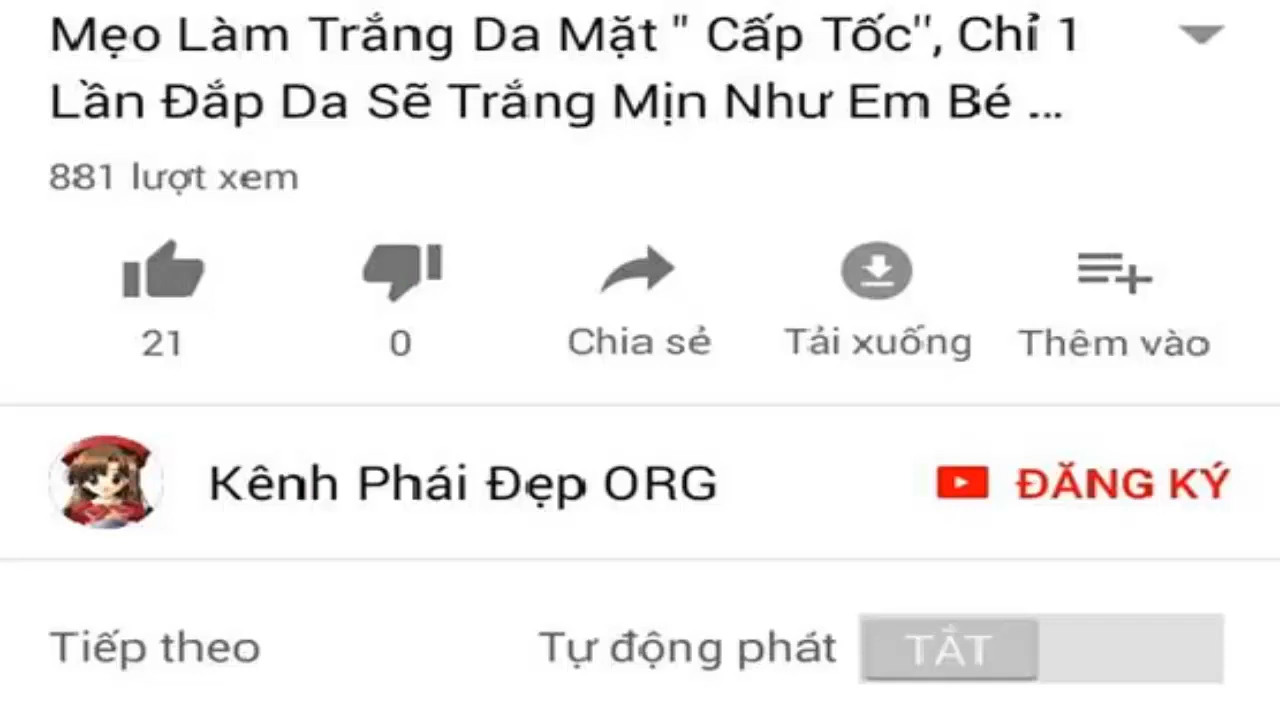 Mẹo Làm Trắng Da Mặt " Cấp Tốc", Chỉ 1
Lần Đắp Da Sẽ Trắng Mịn Như Em Bé ...
881 lượt xem
21
0
Chia sẻ
Tải xuống
Thêm vào
Kênh Phái Đẹp ORG
ĐĂNG KÝ
Tiếp theo
Tự động phát
TẮT